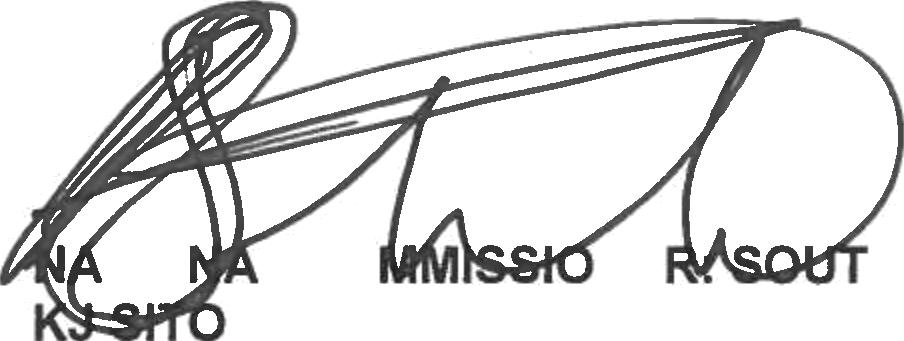 NA NA MMISSIO R. SOUT
KJ SITO